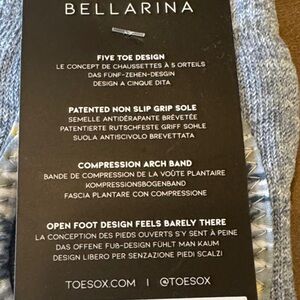 BELLARINA
FIVE TOE DESIGN
LE CONCEPT DE CHAUSSETTES À 5 ORTEILS
DAS FÜNF-ZEHEN-DESGIN
DESIGN A CINQUE DITA
PATENTED NON SLIP GRIP SOLE
SEMELLE ANTIDÉRAPANTE BRÉVETÉE
PATENTIERTE RUTSCHFESTE GRIFF SOHLE
SUOLA ANTISCIVOLO BREVETTATA
COMPRESSION ARCH BAND
BANDE DE COMPRESSION DE LA VOÛTE PLANTAIRE
KOMPRESSIONSBOGENBAND
FASCIA PLANTARE CON COMPRESSIONE
OPEN FOOT DESIGN FEELS BARELY THERE
LA CONCEPTION DES PIEDS OUVERTS S'Y SENT À PEINE
DAS OFFENE FUß-DESIGN FÜHLT MAN KAUM
DESIGN LIBERO PER SENZAZIONE PIEDI SCALZI
TOESOX.COM | @TOESOX